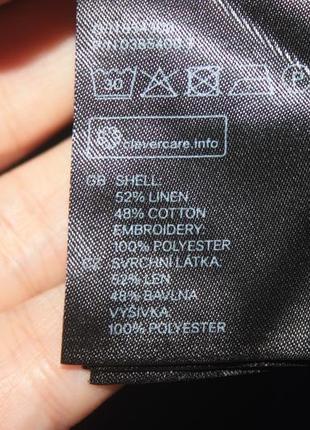 30 P
clevercare.info
GB SHELL:
52% LINEN
48% COTTON
EMBROIDERY:
100% POLYESTER
CZ SVRCHNÍ LÁTKA:
52% LEN
48% BAVLNA
VÝŠIVKA:
100% POLYESTER